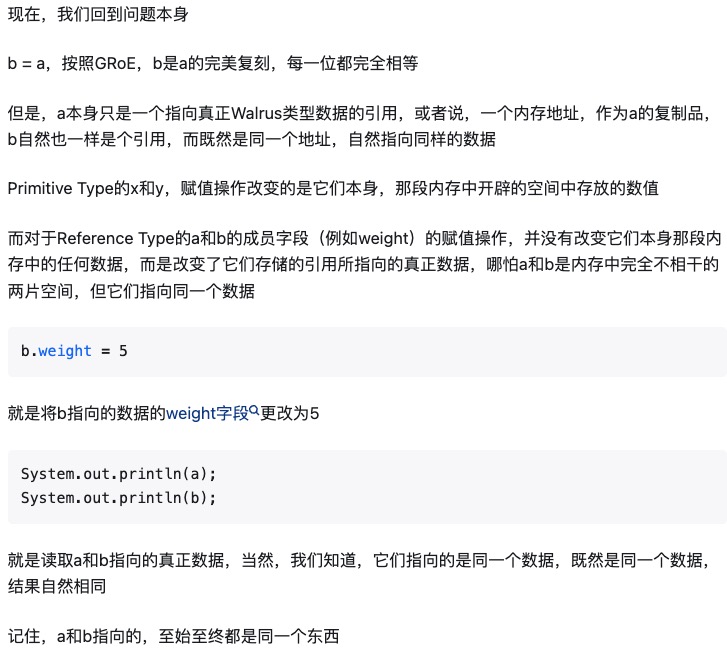 现在，我们回到问题本身
b = a，按照GRoE，b是a的完美复刻，每一位都完全相等
但是，a本身只是一个指向真正Walrus类型数据的引用，或者说，一个内存地址，作为a的复制品，
b自然也一样是个引用，而既然是同一个地址，自然指向同样的数据
Primitive Type的x和y，赋值操作改变的是它们本身，那段内存中开辟的空间中存放的数值
而对于Reference Type的a和b的成员字段（例如weight）的赋值操作，并没有改变它们本身那段内
存中的任何数据，而是改变了它们存储的引用所指向的真正数据，哪怕a和b是内存中完全不相干的
两片空间，但它们指向同一个数据
b.weight = 5
就是将b指向的数据的weight字段更改为5
System.out.println(a);
System.out.println(b);
就是读取a和b指向的真正数据，当然，我们知道，它们指向的是同一个数据，既然是同一个数据，
结果自然相同
记住，a和b指向的，至始至终都是同一个东西